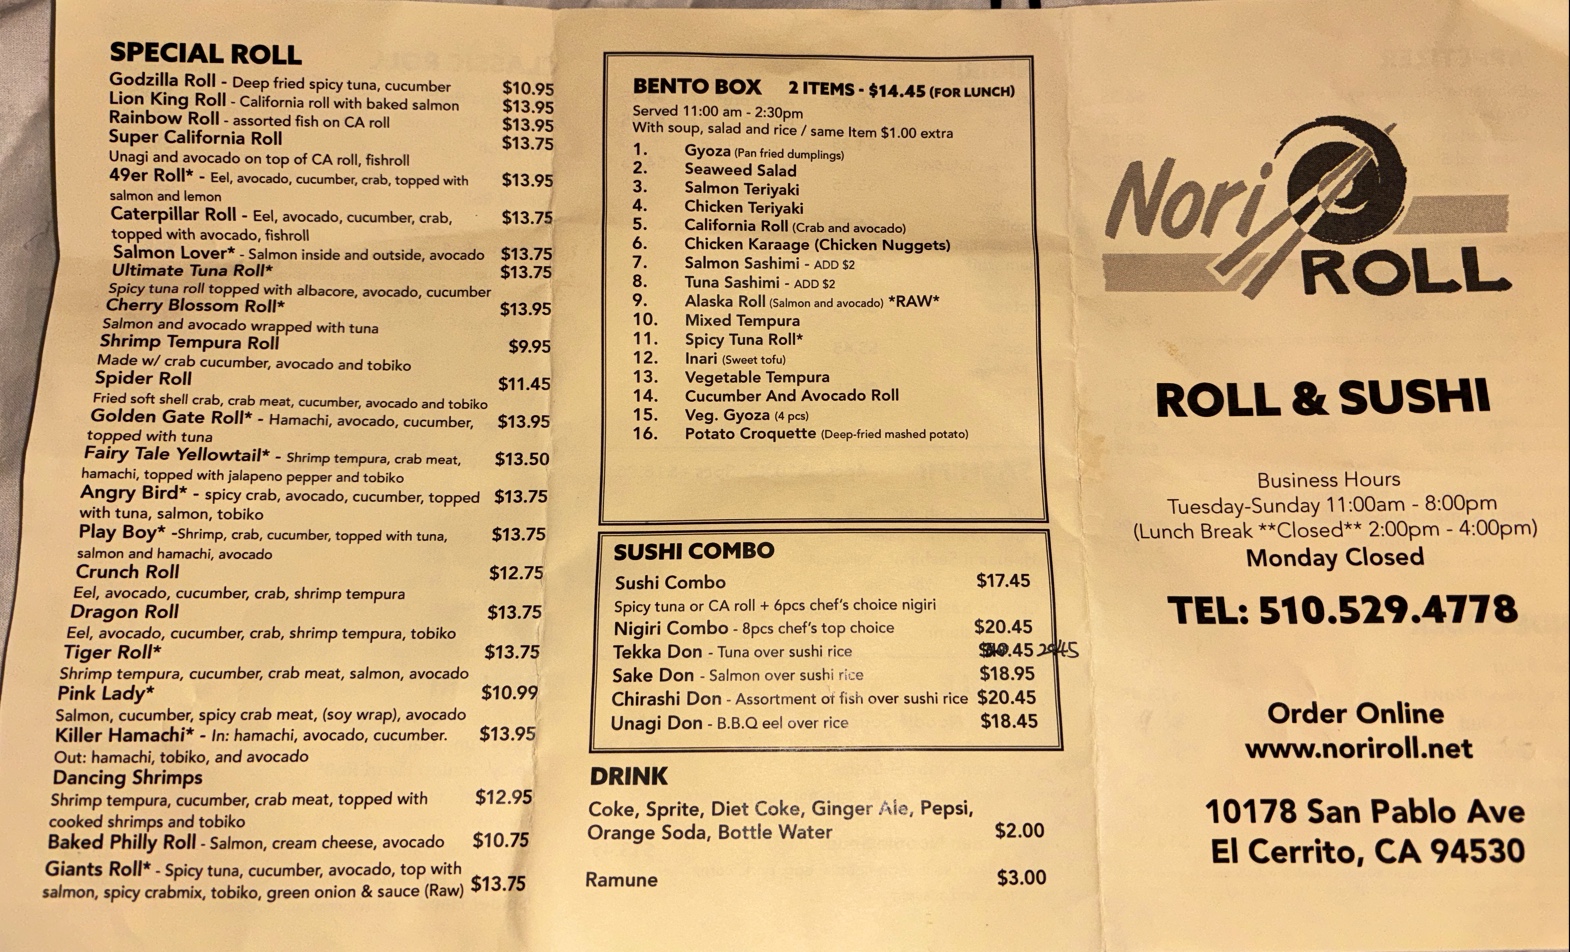 SPECIAL ROLL
Godzilla Roll - Deep fried spicy tuna, cucumber $10.95
Lion King Roll - California roll with baked salmon $13.95
Rainbow Roll - assorted fish on CA roll $13.95
Super California Roll $13.75
Unagi and avocado on top of CA roll, fishroll
49er Roll* - Eel, avocado, cucumber, crab, topped with $13.95
salmon and lemon
Caterpillar Roll - Eel, avocado, cucumber, crab, $13.75
topped with avocado, fishroll
Salmon Lover* - Salmon inside and outside, avocado $13.75
Ultimate Tuna Roll* $13.75
Spicy tuna roll topped with albacore, avocado, cucumber
Cherry Blossom Roll* $13.95
Salmon and avocado wrapped with tuna
Shrimp Tempura Roll $9.95
Made w/ crab cucumber, avocado and tobiko
Spider Roll $11.45
Fried soft shell crab, crab meat, cucumber, avocado and tobiko
Golden Gate Roll* - Hamachi, avocado, cucumber, $13.95
topped with tuna
Fairy Tale Yellowtail* - Shrimp tempura, crab meat, $13.50
hamachi, topped with jalapeno pepper and tobiko
Angry Bird* - spicy crab, avocado, cucumber, topped $13.75
with tuna, salmon, tobiko
Play Boy* -Shrimp, crab, cucumber, topped with tuna, $13.75
salmon and hamachi, avocado
Crunch Roll $12.75
Eel, avocado, cucumber, crab, shrimp tempura
Dragon Roll $13.75
Eel, avocado, cucumber, crab, shrimp tempura, tobiko
Tiger Roll* $13.75
Shrimp tempura, cucumber, crab meat, salmon, avocado
Pink Lady* $10.99
Salmon, cucumber, spicy crab meat, (soy wrap), avocado
Killer Hamachi* - In: hamachi, avocado, cucumber. $13.95
Out: hamachi, tobiko, and avocado
Dancing Shrimps
Shrimp tempura, cucumber, crab meat, topped with $12.95
cooked shrimps and tobiko
Baked Philly Roll - Salmon, cream cheese, avocado $10.75
Giants Roll* - Spicy tuna, cucumber, avocado, top with
salmon, spicy crabmix, tobiko, green onion & sauce (Raw) $13.75
BENTO BOX 2 ITEMS - $14.45 (FOR LUNCH)
Served 11:00 am - 2:30pm
With soup, salad and rice / same Item $1.00 extra
1. Gyoza (Pan fried dumplings)
2. Seaweed Salad
3. Salmon Teriyaki
4. Chicken Teriyaki
5. California Roll (Crab and avocado)
6. Chicken Karaage (Chicken Nuggets)
7. Salmon Sashimi - ADD $2
8. Tuna Sashimi - ADD $2
9. Alaska Roll (Salmon and avocado) *RAW*
10. Mixed Tempura
11. Spicy Tuna Roll*
12. Inari (Sweet tofu)
13. Vegetable Tempura
14. Cucumber And Avocado Roll
15. Veg. Gyoza (4 pcs)
16. Potato Croquette (Deep-fried mashed potato)
SUSHI COMBO
Sushi Combo $17.45
Spicy tuna or CA roll + 6pcs chef's choice nigiri
Nigiri Combo - 8pcs chef's top choice $20.45
Tekka Don - Tuna over sushi rice
Sake Don - Salmon over sushi rice $18.95
Chirashi Don - Assortment of fish over sushi rice $20.45
Unagi Don - B.B.Q eel over rice $18.45
DRINK
Coke, Sprite, Diet Coke, Ginger Ale, Pepsi,
Orange Soda, Bottle Water $2.00
Ramune $3.00
Nori
ROLL
ROLL & SUSHI
Business Hours
Tuesday-Sunday 11:00am - 8:00pm
(Lunch Break **Closed** 2:00pm - 4:00pm)
Monday Closed
TEL: 510.529.4778
Order Online
www.noriroll.net
10178 San Pablo Ave
El Cerrito, CA 94530